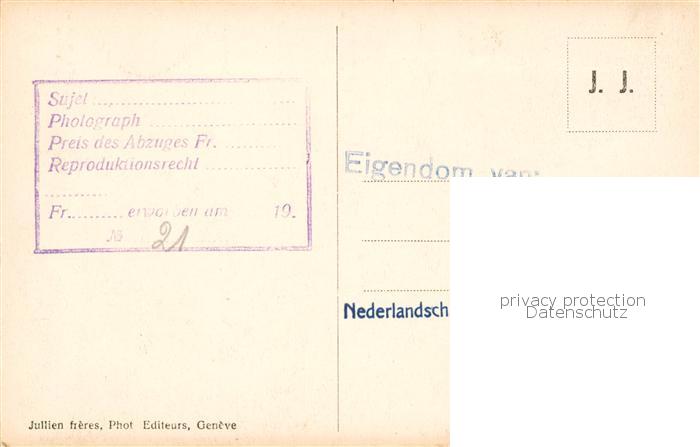 Sujet
Photograph
Preis des Abzuges Fr.
Reproduktionsrecht
Fr. erworben am 19.
№ 21
J. J.
Eigendom van:
Nederlandsch
privacy protection
Datenschutz
Jullien frères, Phot Editeurs, Genève